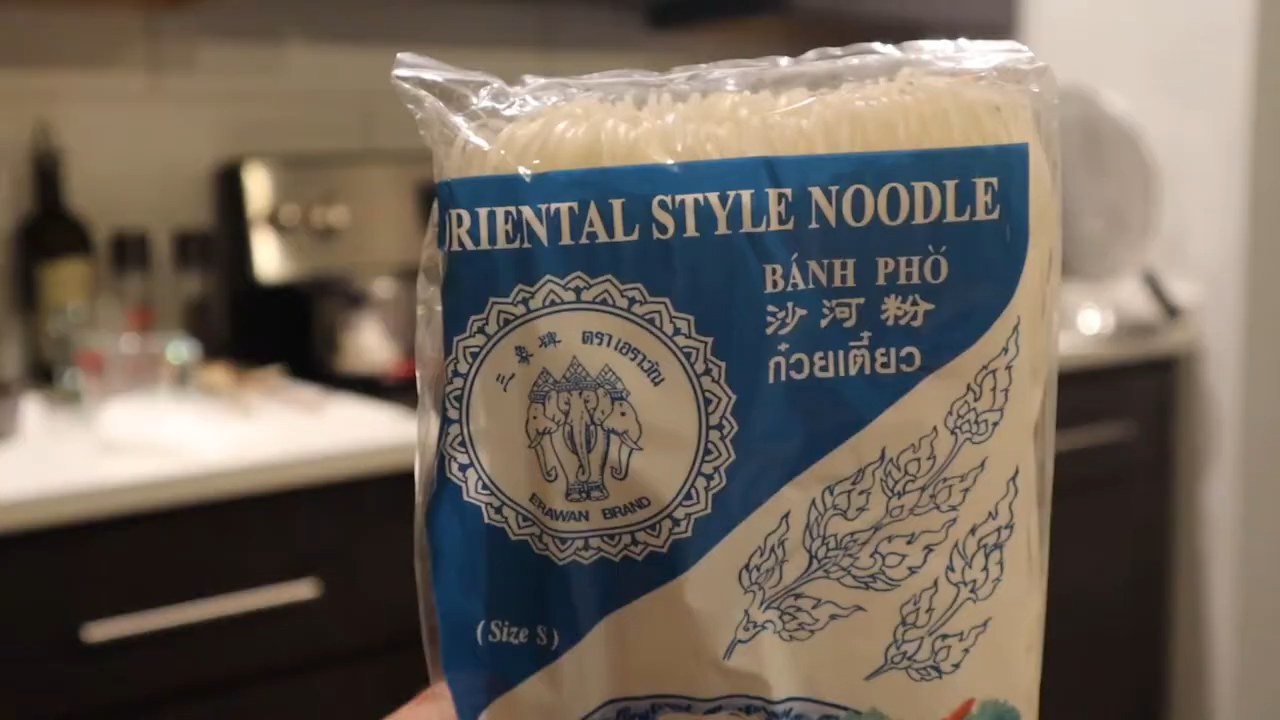 ORIENTAL STYLE NOODLE
BÁNH PHỞ
沙河粉
ก๋วยเตี๋ยว
三象牌 ตราเอราวัณ
ERAWAN BRAND
(Size S)